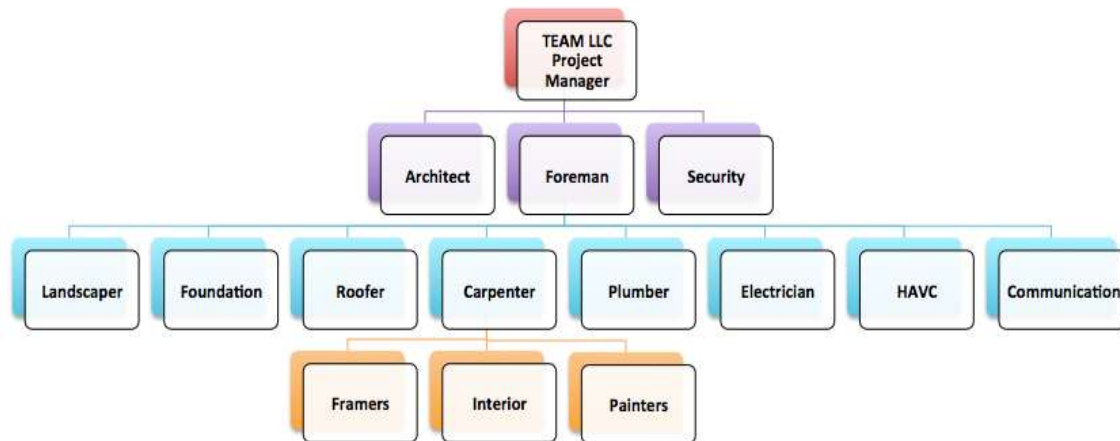 TEAM LLC
Project
Manager
Architect
Foreman
Security
Landscaper
Foundation
Roofer
Carpenter
Plumber
Electrician
HAVC
Communication
Framers
Interior
Painters